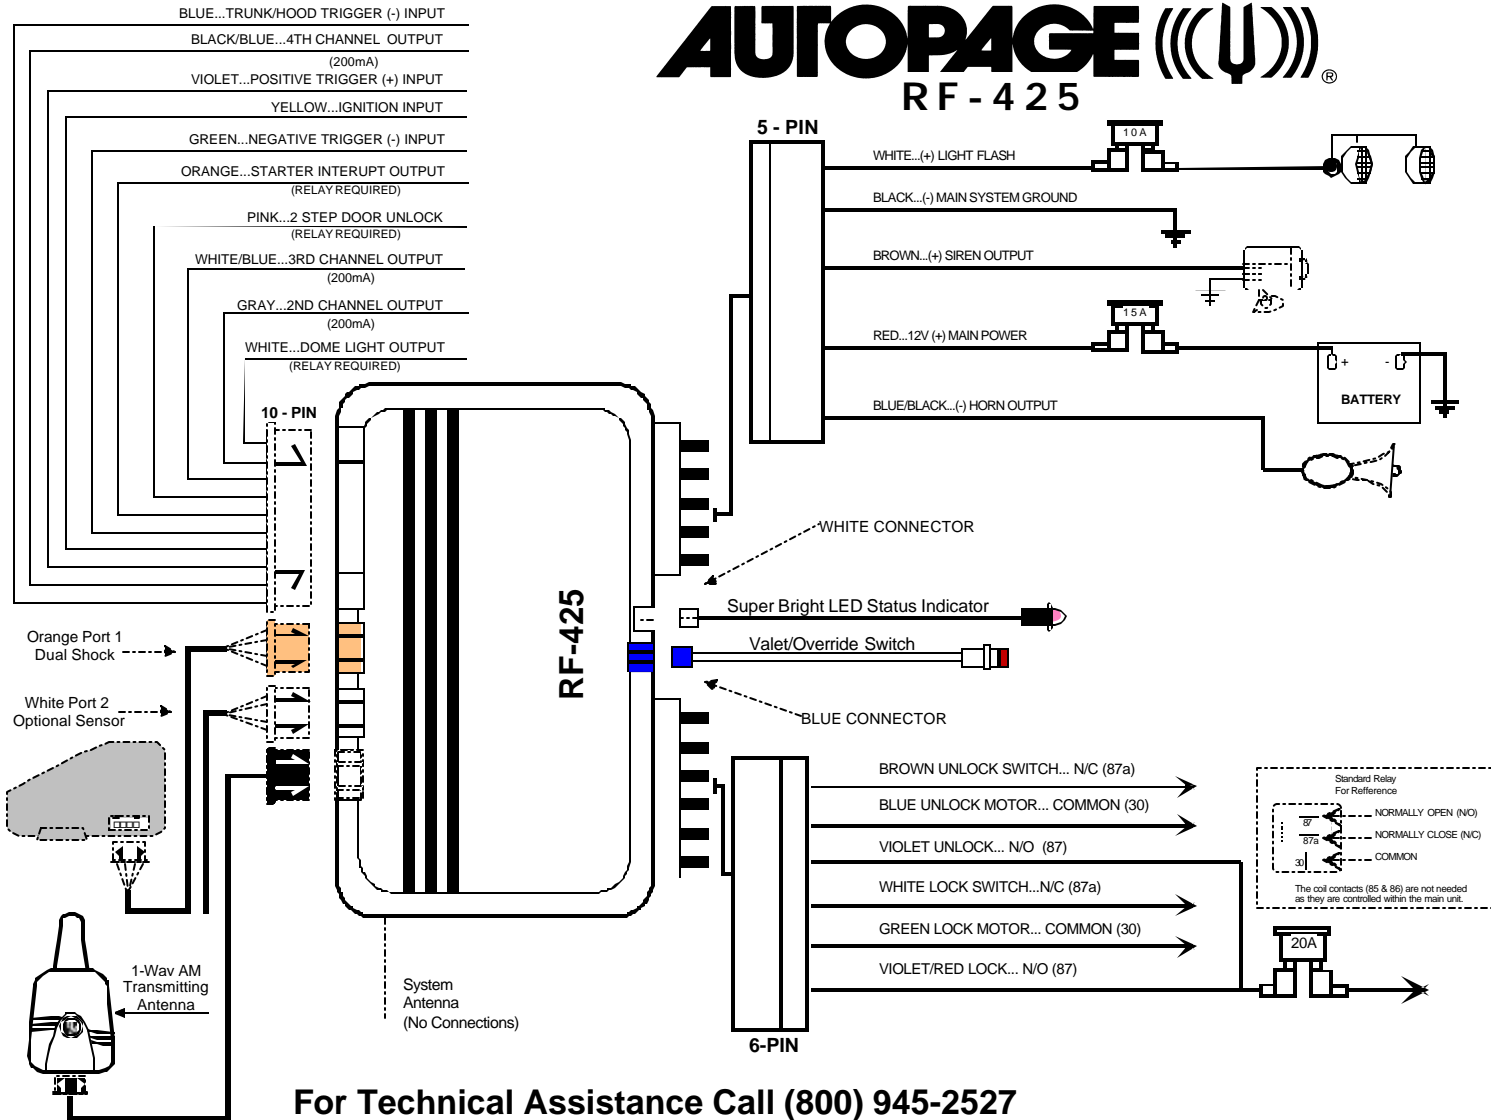 BLUE...TRUNK/HOOD TRIGGER (-) INPUT
BLACK/BLUE...4TH CHANNEL OUTPUT
(200mA)
VIOLET...POSITIVE TRIGGER (+) INPUT
YELLOW...IGNITION INPUT
GREEN...NEGATIVE TRIGGER (-) INPUT
ORANGE...STARTER INTERUPT OUTPUT
(RELAY REQUIRED)
PINK...2 STEP DOOR UNLOCK
(RELAY REQUIRED)
WHITE/BLUE...3RD CHANNEL OUTPUT
(200mA)
GRAY...2ND CHANNEL OUTPUT
(200mA)
WHITE...DOME LIGHT OUTPUT
(RELAY REQUIRED)
10 - PIN
AUTOPAGE ®
RF-425
5 - PIN
WHITE...(+) LIGHT FLASH
10A
BLACK...(-) MAIN SYSTEM GROUND
BROWN...(+) SIREN OUTPUT
RED...12V (+) MAIN POWER
15A
+ -
BATTERY
BLUE/BLACK...(-) HORN OUTPUT
WHITE CONNECTOR
Super Bright LED Status Indicator
Valet/Override Switch
BLUE CONNECTOR
RF-425
Orange Port 1
Dual Shock
White Port 2
Optional Sensor
1-Wav AM
Transmitting
Antenna
System
Antenna
(No Connections)
BROWN UNLOCK SWITCH... N/C (87a)
BLUE UNLOCK MOTOR... COMMON (30)
VIOLET UNLOCK... N/O (87)
WHITE LOCK SWITCH...N/C (87a)
GREEN LOCK MOTOR... COMMON (30)
VIOLET/RED LOCK... N/O (87)
6-PIN
20A
Standard Relay
For Refference
87
NORMALLY OPEN (N/O)
87a
NORMALLY CLOSE (N/C)
30
COMMON
The coil contacts (85 & 86) are not needed
as they are controlled within the main unit.
For Technical Assistance Call (800) 945-2527